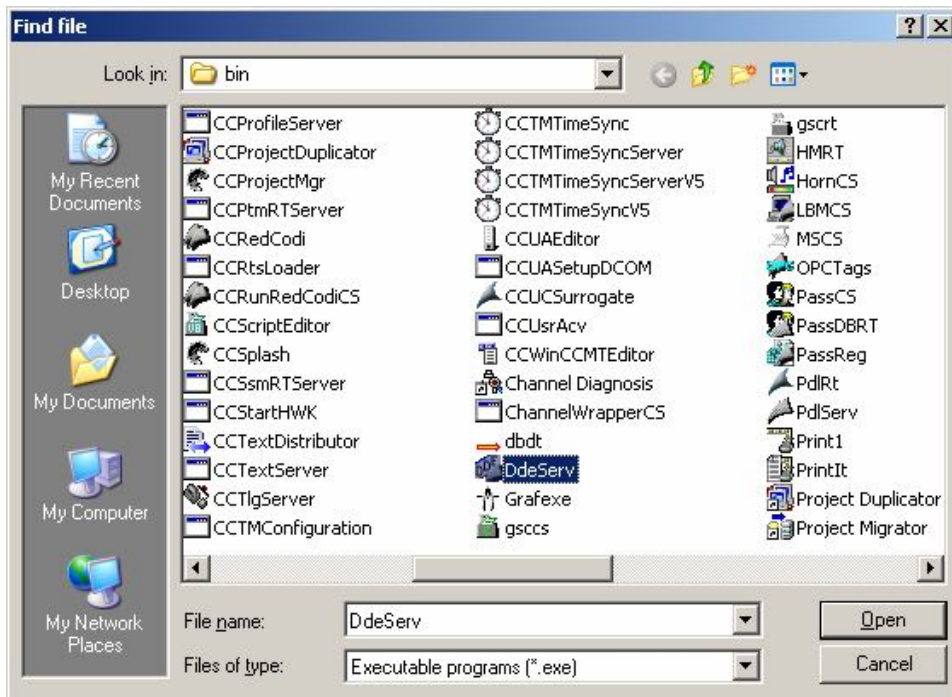 Find file
Look in:
bin
My Recent
Documents
Desktop
My Documents
My Computer
My Network
Places
CCProfileServer
CCProjectDuplicator
CCProjectMgr
CCPtmRTServer
CCRedCodi
CCRtsLoader
CCRunRedCodiCS
CCScriptEditor
CCSplash
CCSsmRTServer
CCStartHWK
CCTextDistributor
CCTextServer
CCTlgServer
CCTMConfiguration
CCTMTimeSync
CCTMTimeSyncServer
CCTMTimeSyncServerV5
CCTMTimeSyncV5
CCUAEditor
CCUASetupDCOM
CCUCSurrogate
CCUsrAcv
CCWinCCMTEditor
Channel Diagnosis
ChannelWrapperCS
dbdt
DdeServ
Grafexe
gsccs
gscrt
HMRT
HornCS
LBMCS
MSCS
OPCTags
PassCS
PassDBRT
PassReg
PdlRt
PdlServ
Print1
PrintIt
Project Duplicator
Project Migrator
File name:
DdeServ
Open
Files of type:
Executable programs (*.exe)
Cancel